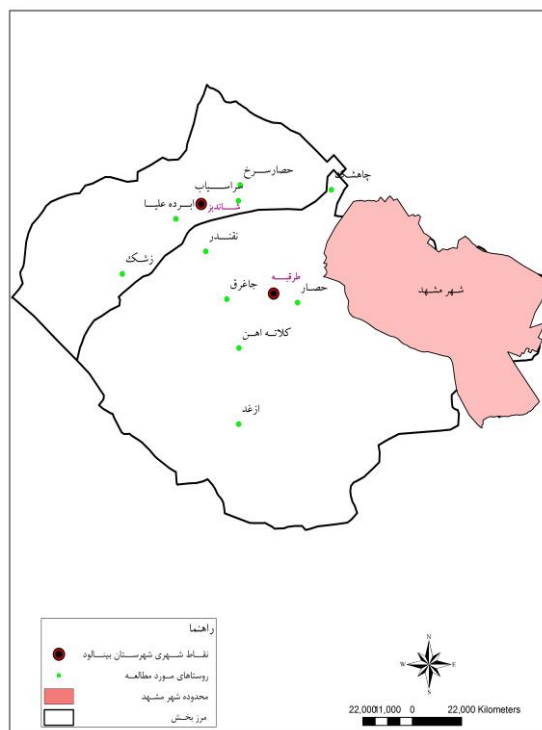 حصارسرخ
چاهشک
سراسیاب
ابرده علیا
شاندیز
نقندر
زشک
طرقبه
جاغرق
حصار
شهر مشهد
کلاته اهن
ازغد
راهنما
نقاط شهری شهرستان بینالود
روستاهای مورد مطالعه
محدوده شهر مشهد
مرز بخش
N
W E
S
22,000 11,000 0 22,000 Kilometers